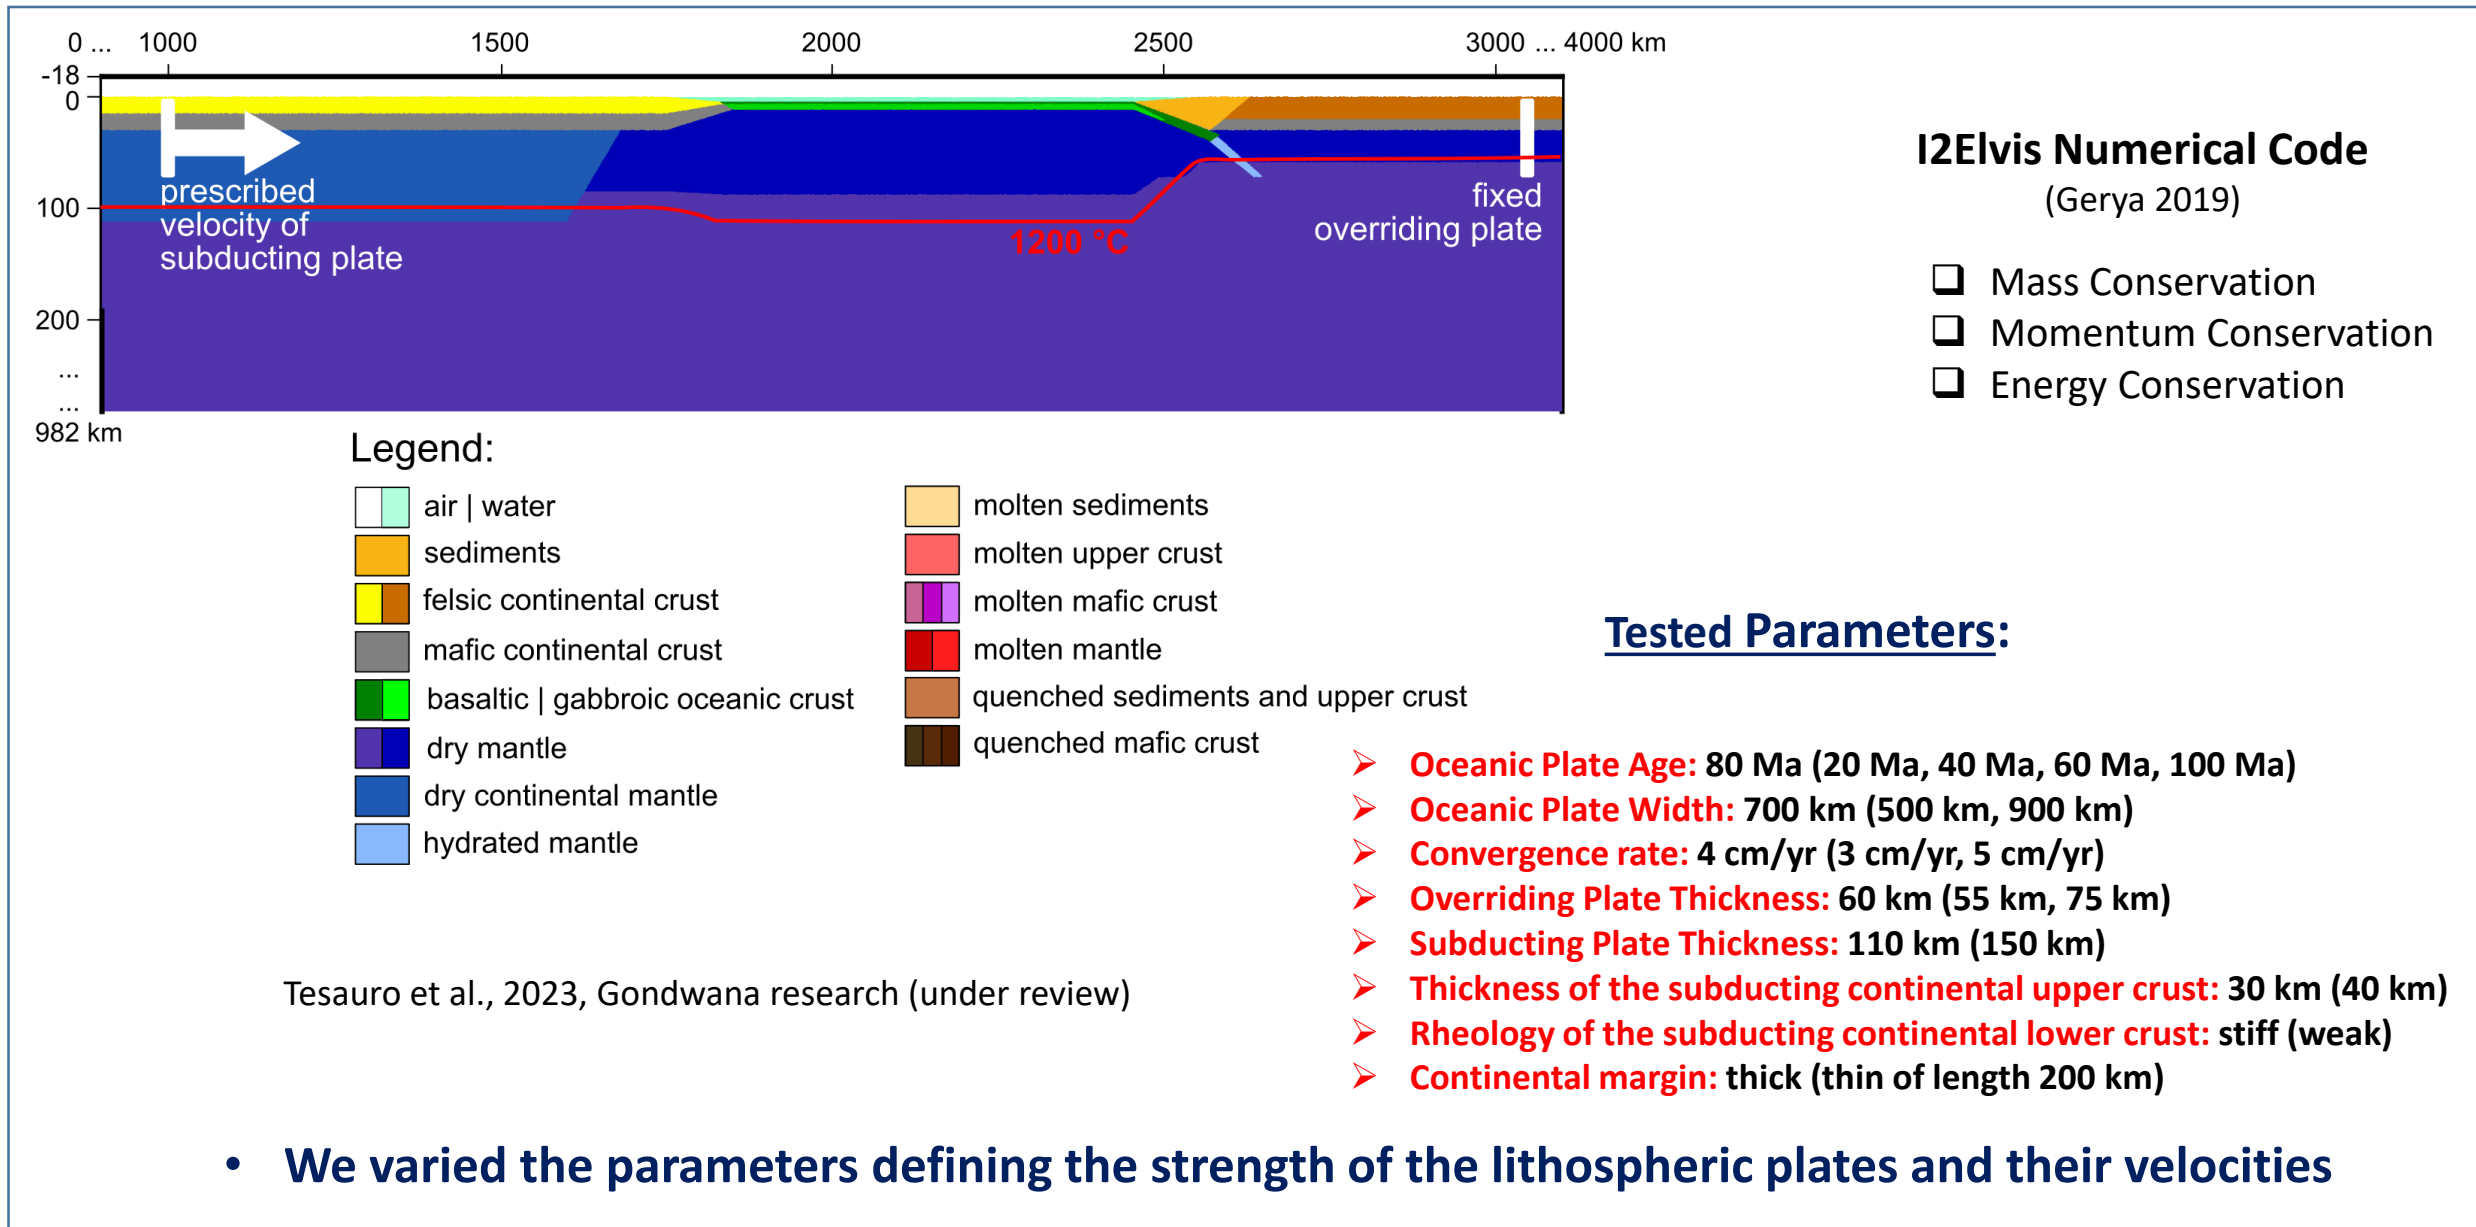 0 ... 1000 1500 2000 2500 3000 ... 4000 km
-18
0
100
200
...
...
982 km
prescribed
velocity of
subducting plate
1200 °C
fixed
overriding plate
I2Elvis Numerical Code
(Gerya 2019)
❑ Mass Conservation
❑ Momentum Conservation
❑ Energy Conservation
Legend:
air | water
sediments
felsic continental crust
mafic continental crust
basaltic | gabbroic oceanic crust
dry mantle
dry continental mantle
hydrated mantle
molten sediments
molten upper crust
molten mafic crust
molten mantle
quenched sediments and upper crust
quenched mafic crust
Tested Parameters:
➢ Oceanic Plate Age: 80 Ma (20 Ma, 40 Ma, 60 Ma, 100 Ma)
➢ Oceanic Plate Width: 700 km (500 km, 900 km)
➢ Convergence rate: 4 cm/yr (3 cm/yr, 5 cm/yr)
➢ Overriding Plate Thickness: 60 km (55 km, 75 km)
➢ Subducting Plate Thickness: 110 km (150 km)
➢ Thickness of the subducting continental upper crust: 30 km (40 km)
➢ Rheology of the subducting continental lower crust: stiff (weak)
➢ Continental margin: thick (thin of length 200 km)
Tesauro et al., 2023, Gondwana research (under review)
• We varied the parameters defining the strength of the lithospheric plates and their velocities